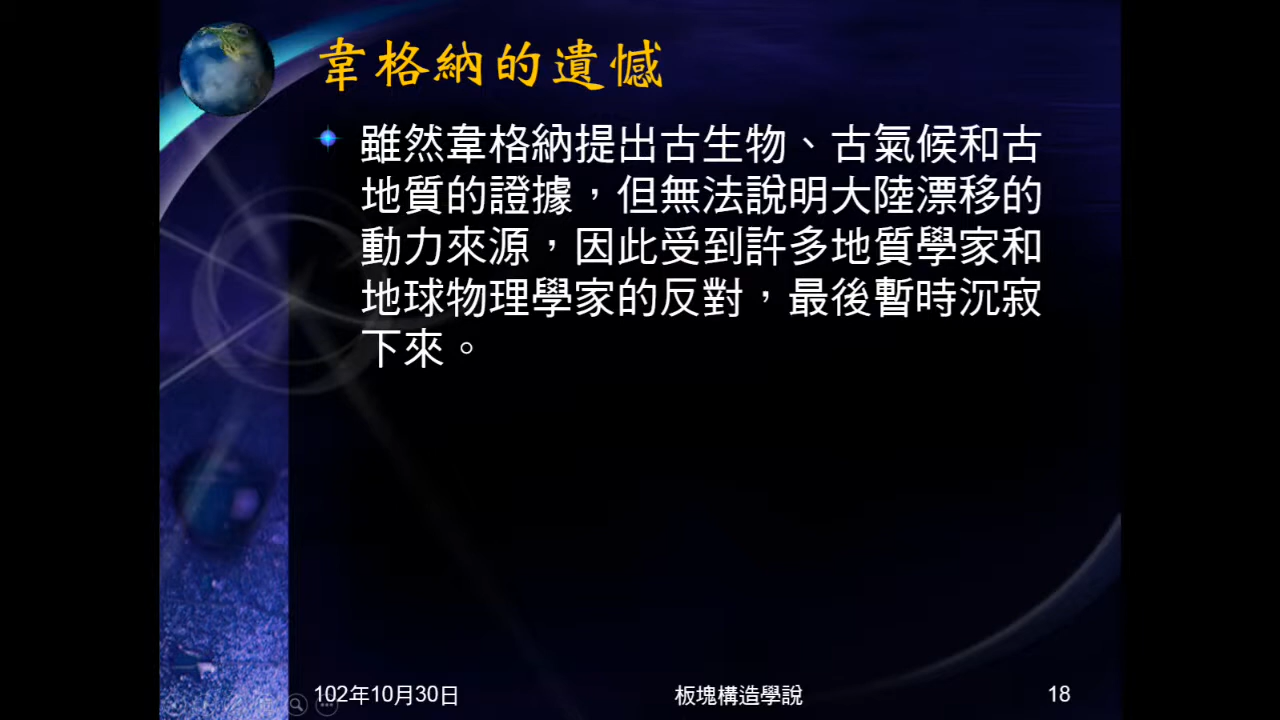 韋格納的遺憾
雖然韋格納提出古生物、古氣候和古
地質的證據，但無法說明大陸漂移的
動力來源，因此受到許多地質學家和
地球物理學家的反對，最後暫時沉寂
下來。
102年10月30日
板塊構造學說
18